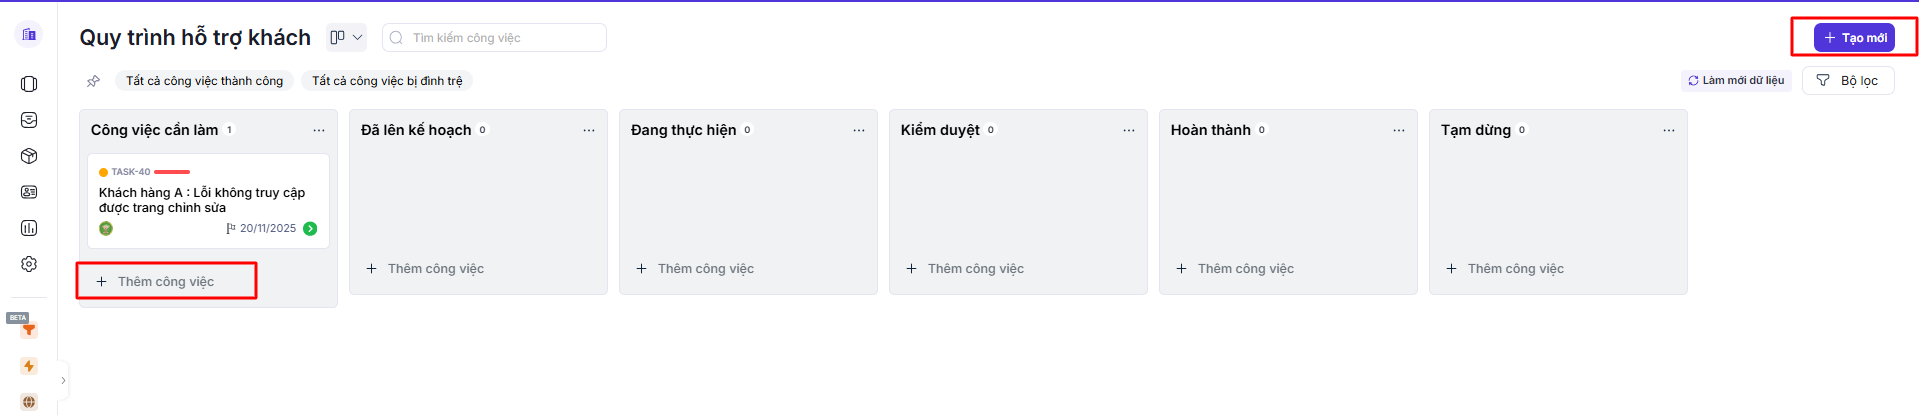 Quy trình hỗ trợ khách
Tìm kiếm công việc
+ Tạo mới
Tất cả công việc thành công
Tất cả công việc bị đình trệ
Làm mới dữ liệu
Bộ lọc
Công việc cần làm 1 ...
Đã lên kế hoạch 0 ...
Đang thực hiện 0 ...
Kiểm duyệt 0 ...
Hoàn thành 0 ...
Tạm dừng 0 ...
TASK-40
Khách hàng A : Lỗi không truy cập
được trang chỉnh sửa
20/11/2025
+ Thêm công việc
+ Thêm công việc
+ Thêm công việc
+ Thêm công việc
+ Thêm công việc
+ Thêm công việc
BETA